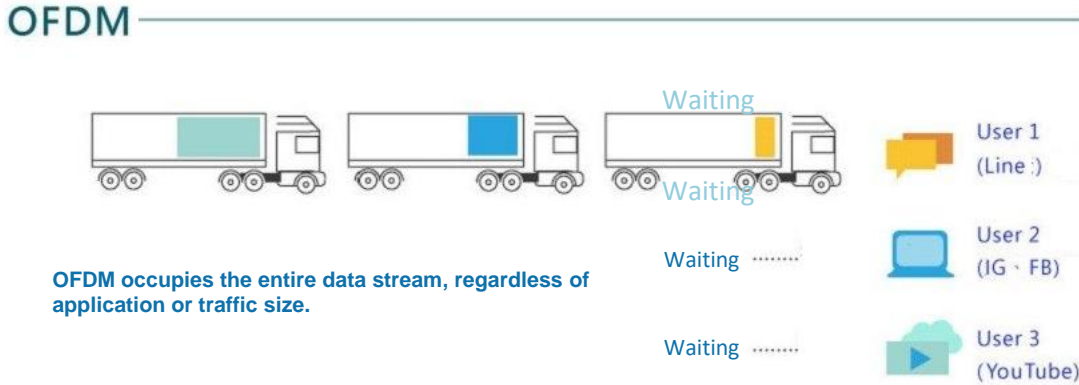 OFDM
Waiting
Waiting
User 1
(Line :)
User 2
Waiting ........
(IG、FB)
OFDM occupies the entire data stream, regardless of
application or traffic size.
User 3
Waiting ........
(YouTube)